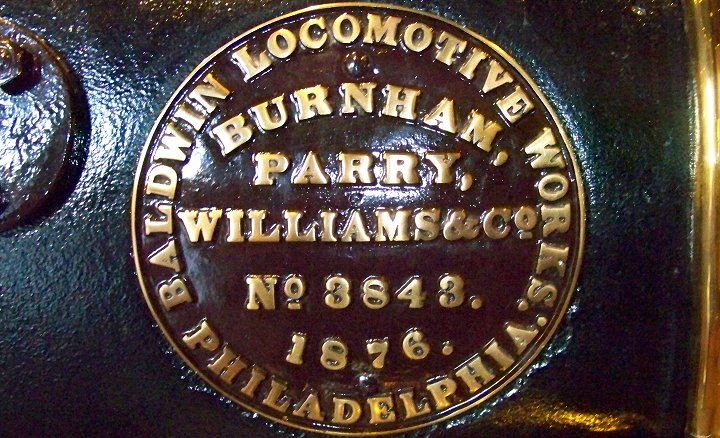 BALDWIN LOCOMOTIVE WORKS.
BURNHAM,
PARRY,
WILLIAMS & Cº
Nº 3843.
1876.
PHILADELPHIA.